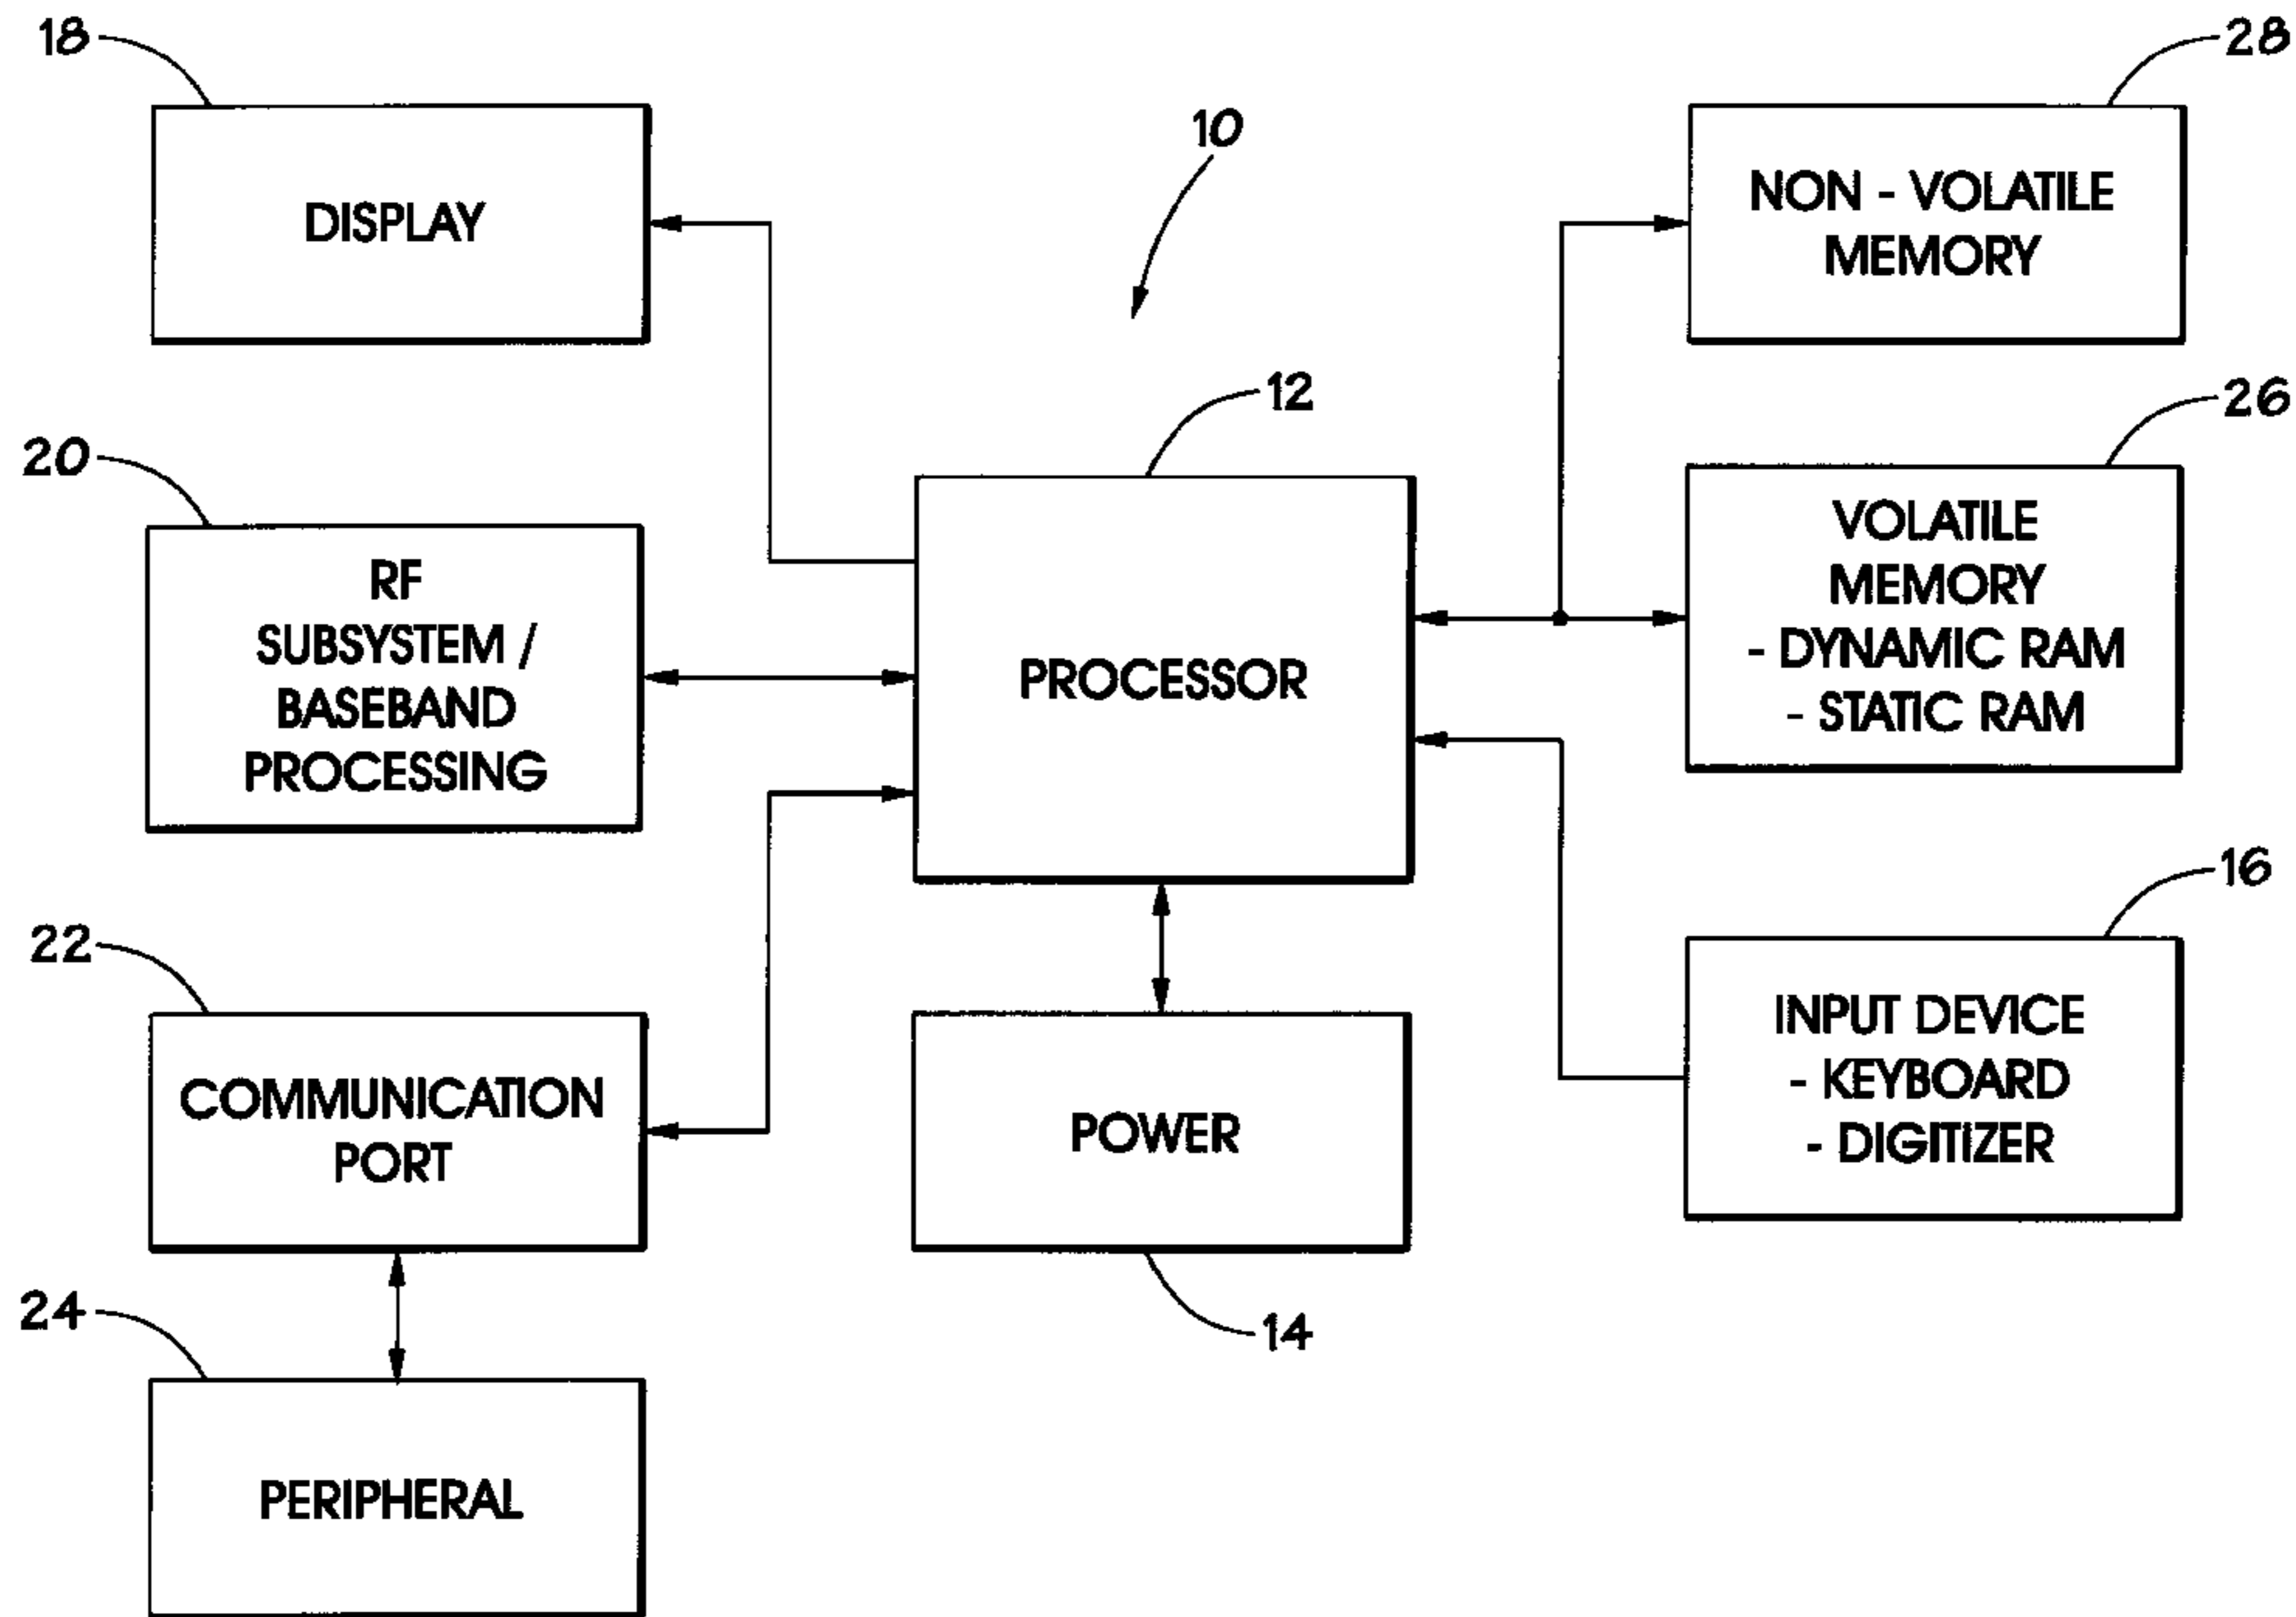 18
DISPLAY
10
28
NON - VOLATILE
MEMORY
12
PROCESSOR
26
VOLATILE
MEMORY
- DYNAMIC RAM
- STATIC RAM
20
RF
SUBSYSTEM /
BASEBAND
PROCESSING
22
COMMUNICATION
PORT
POWER
14
16
INPUT DEVICE
- KEYBOARD
- DIGITIZER
24
PERIPHERAL